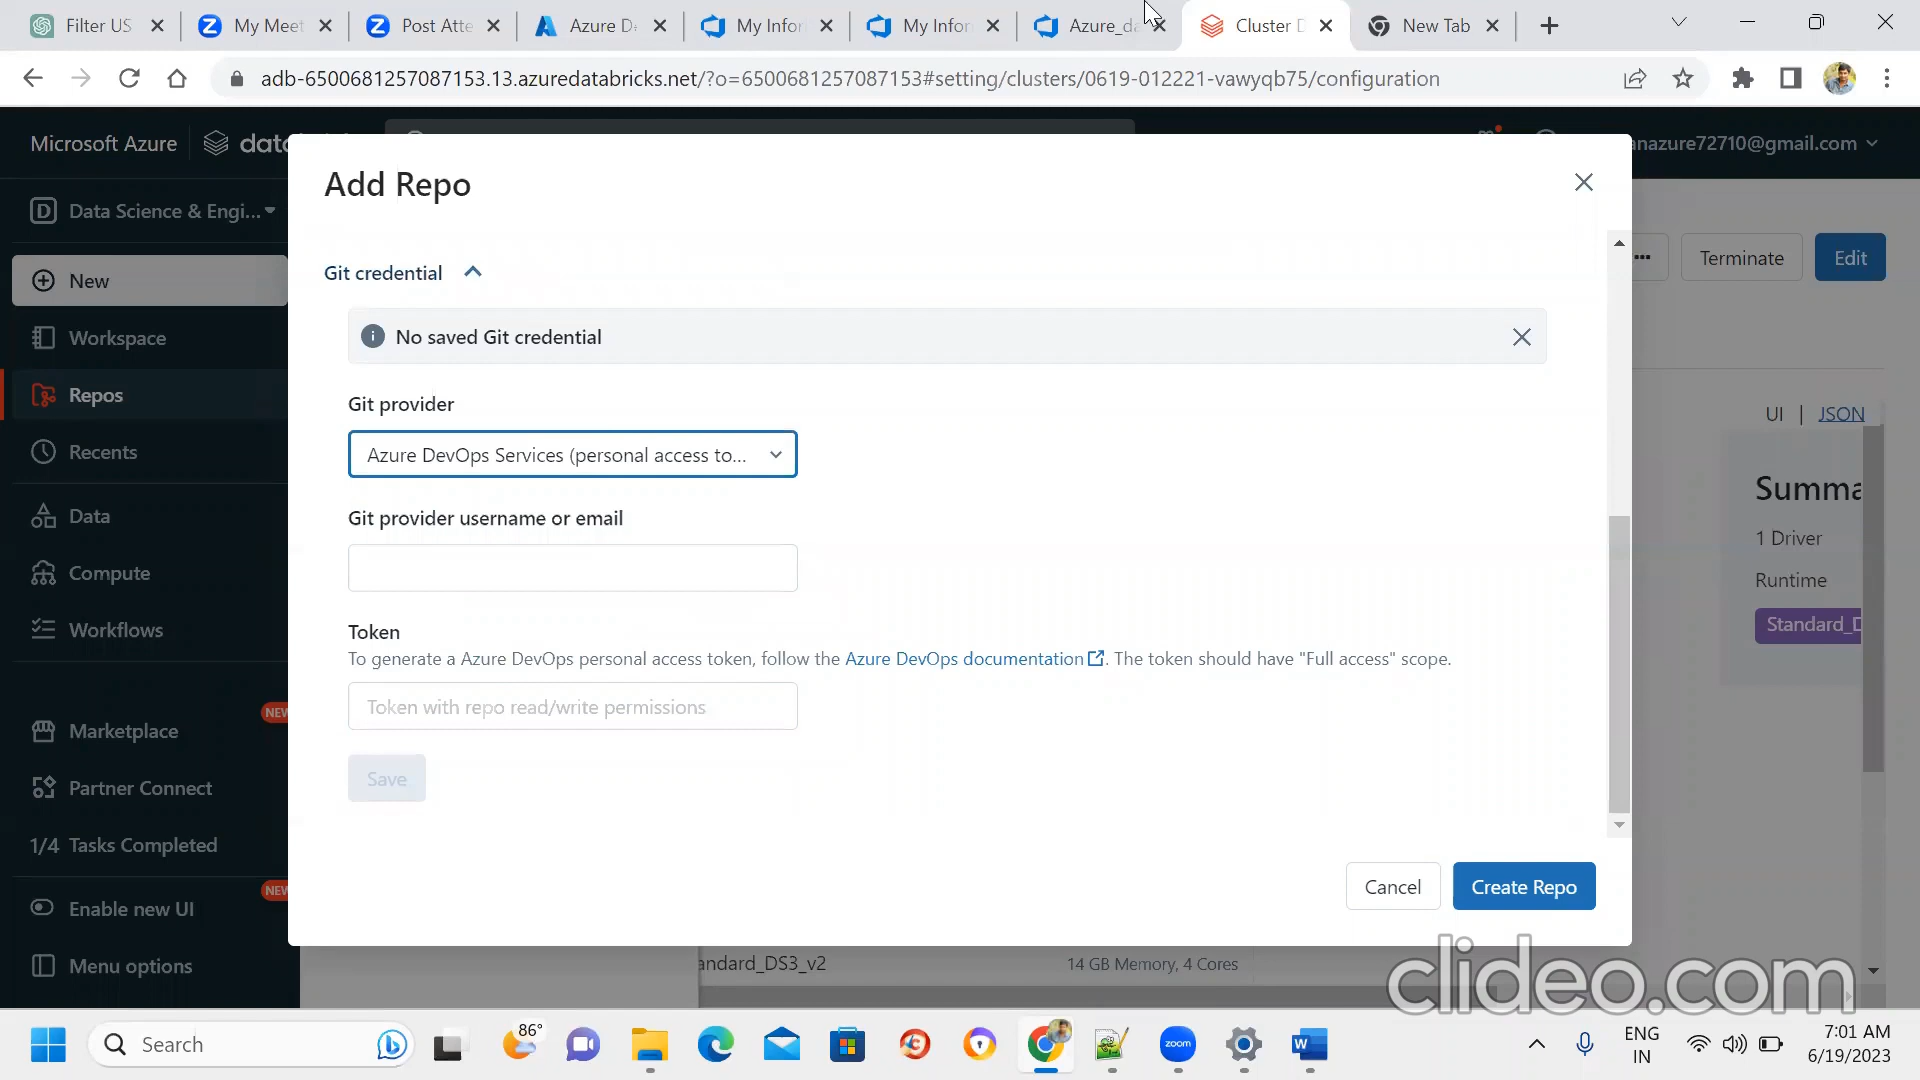 Filter US
My Meet
Post Atte
Azure De
My Infor
My Infor
Azure_da
Cluster D
New Tab
adb-6500681257087153.13.azuredatabricks.net/?o=6500681257087153#setting/clusters/0619-012221-vawyqb75/configuration
Microsoft Azure
anazure72710@gmail.com
Add Repo
Data Science & Engi...
Git credential
Terminate
Edit
New
No saved Git credential
Workspace
Git provider
Repos
UI | JSON
Azure DevOps Services (personal access to...
Recents
Summa
Git provider username or email
Data
1 Driver
Compute
Runtime
Standard_D
Workflows
Token
To generate a Azure DevOps personal access token, follow the Azure DevOps documentation. The token should have "Full access" scope.
Token with repo read/write permissions
NEW
Marketplace
Save
Partner Connect
1/4 Tasks Completed
Cancel
Create Repo
NEW
Enable new UI
Menu options
andard_DS3_v2
14 GB Memory, 4 Cores
clideo.com
Search
86°
zoom
ENG
IN
7:01 AM
6/19/2023